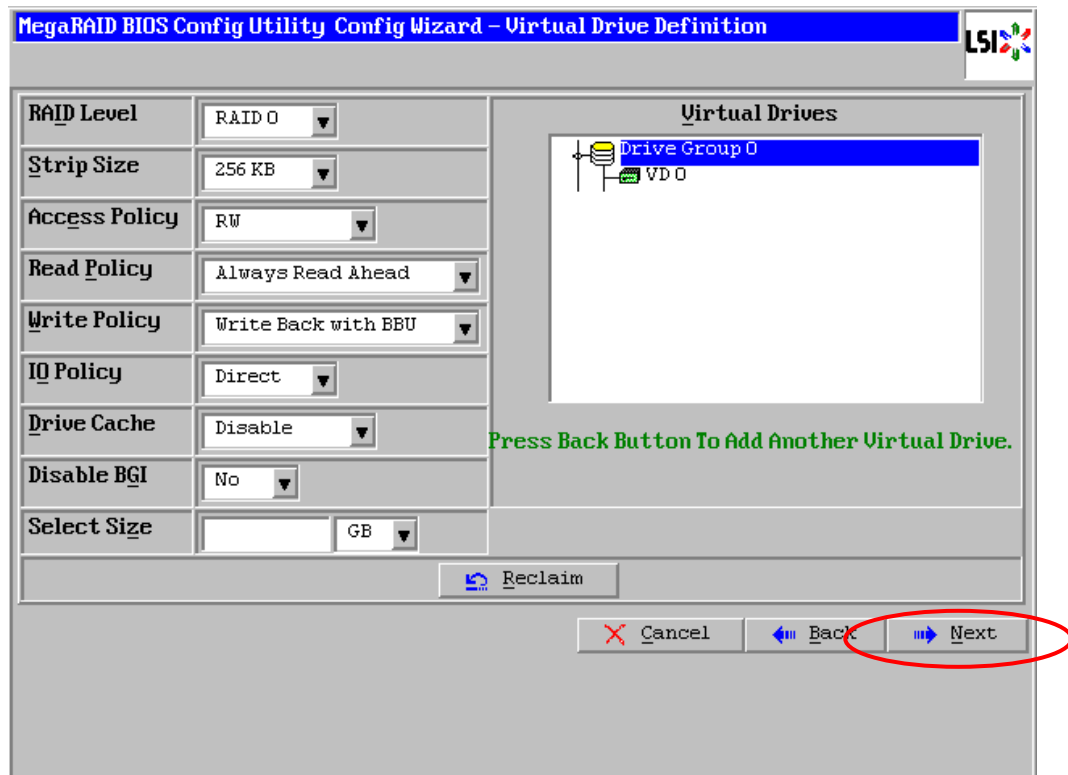 MegaRAID BIOS Config Utility Config Wizard – Virtual Drive Definition
LSI
RAID Level
RAID 0
Strip Size
256 KB
Access Policy
RW
Read Policy
Always Read Ahead
Write Policy
Write Back with BBU
IO Policy
Direct
Drive Cache
Disable
Disable BGI
No
Select Size
GB
Virtual Drives
Drive Group 0
VD 0
Press Back Button To Add Another Virtual Drive.
Reclaim
Cancel
Back
Next